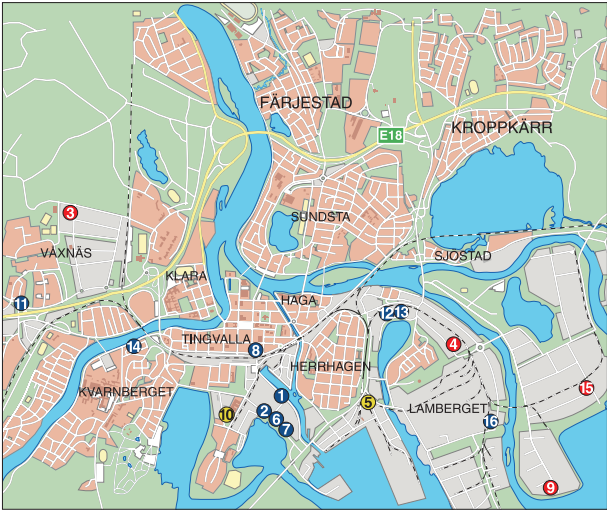 FÄRJESTAD
E18
KROPPKÄRR
3
SUNDSTA
VÄXNÄS
SJOSTAD
KLARA
11
HAGA
12 13
TINGVALLA
14
8
4
HERRHAGEN
KVARNBERGET
15
1
5
LAMBERGET
10
2
6
7
16
9